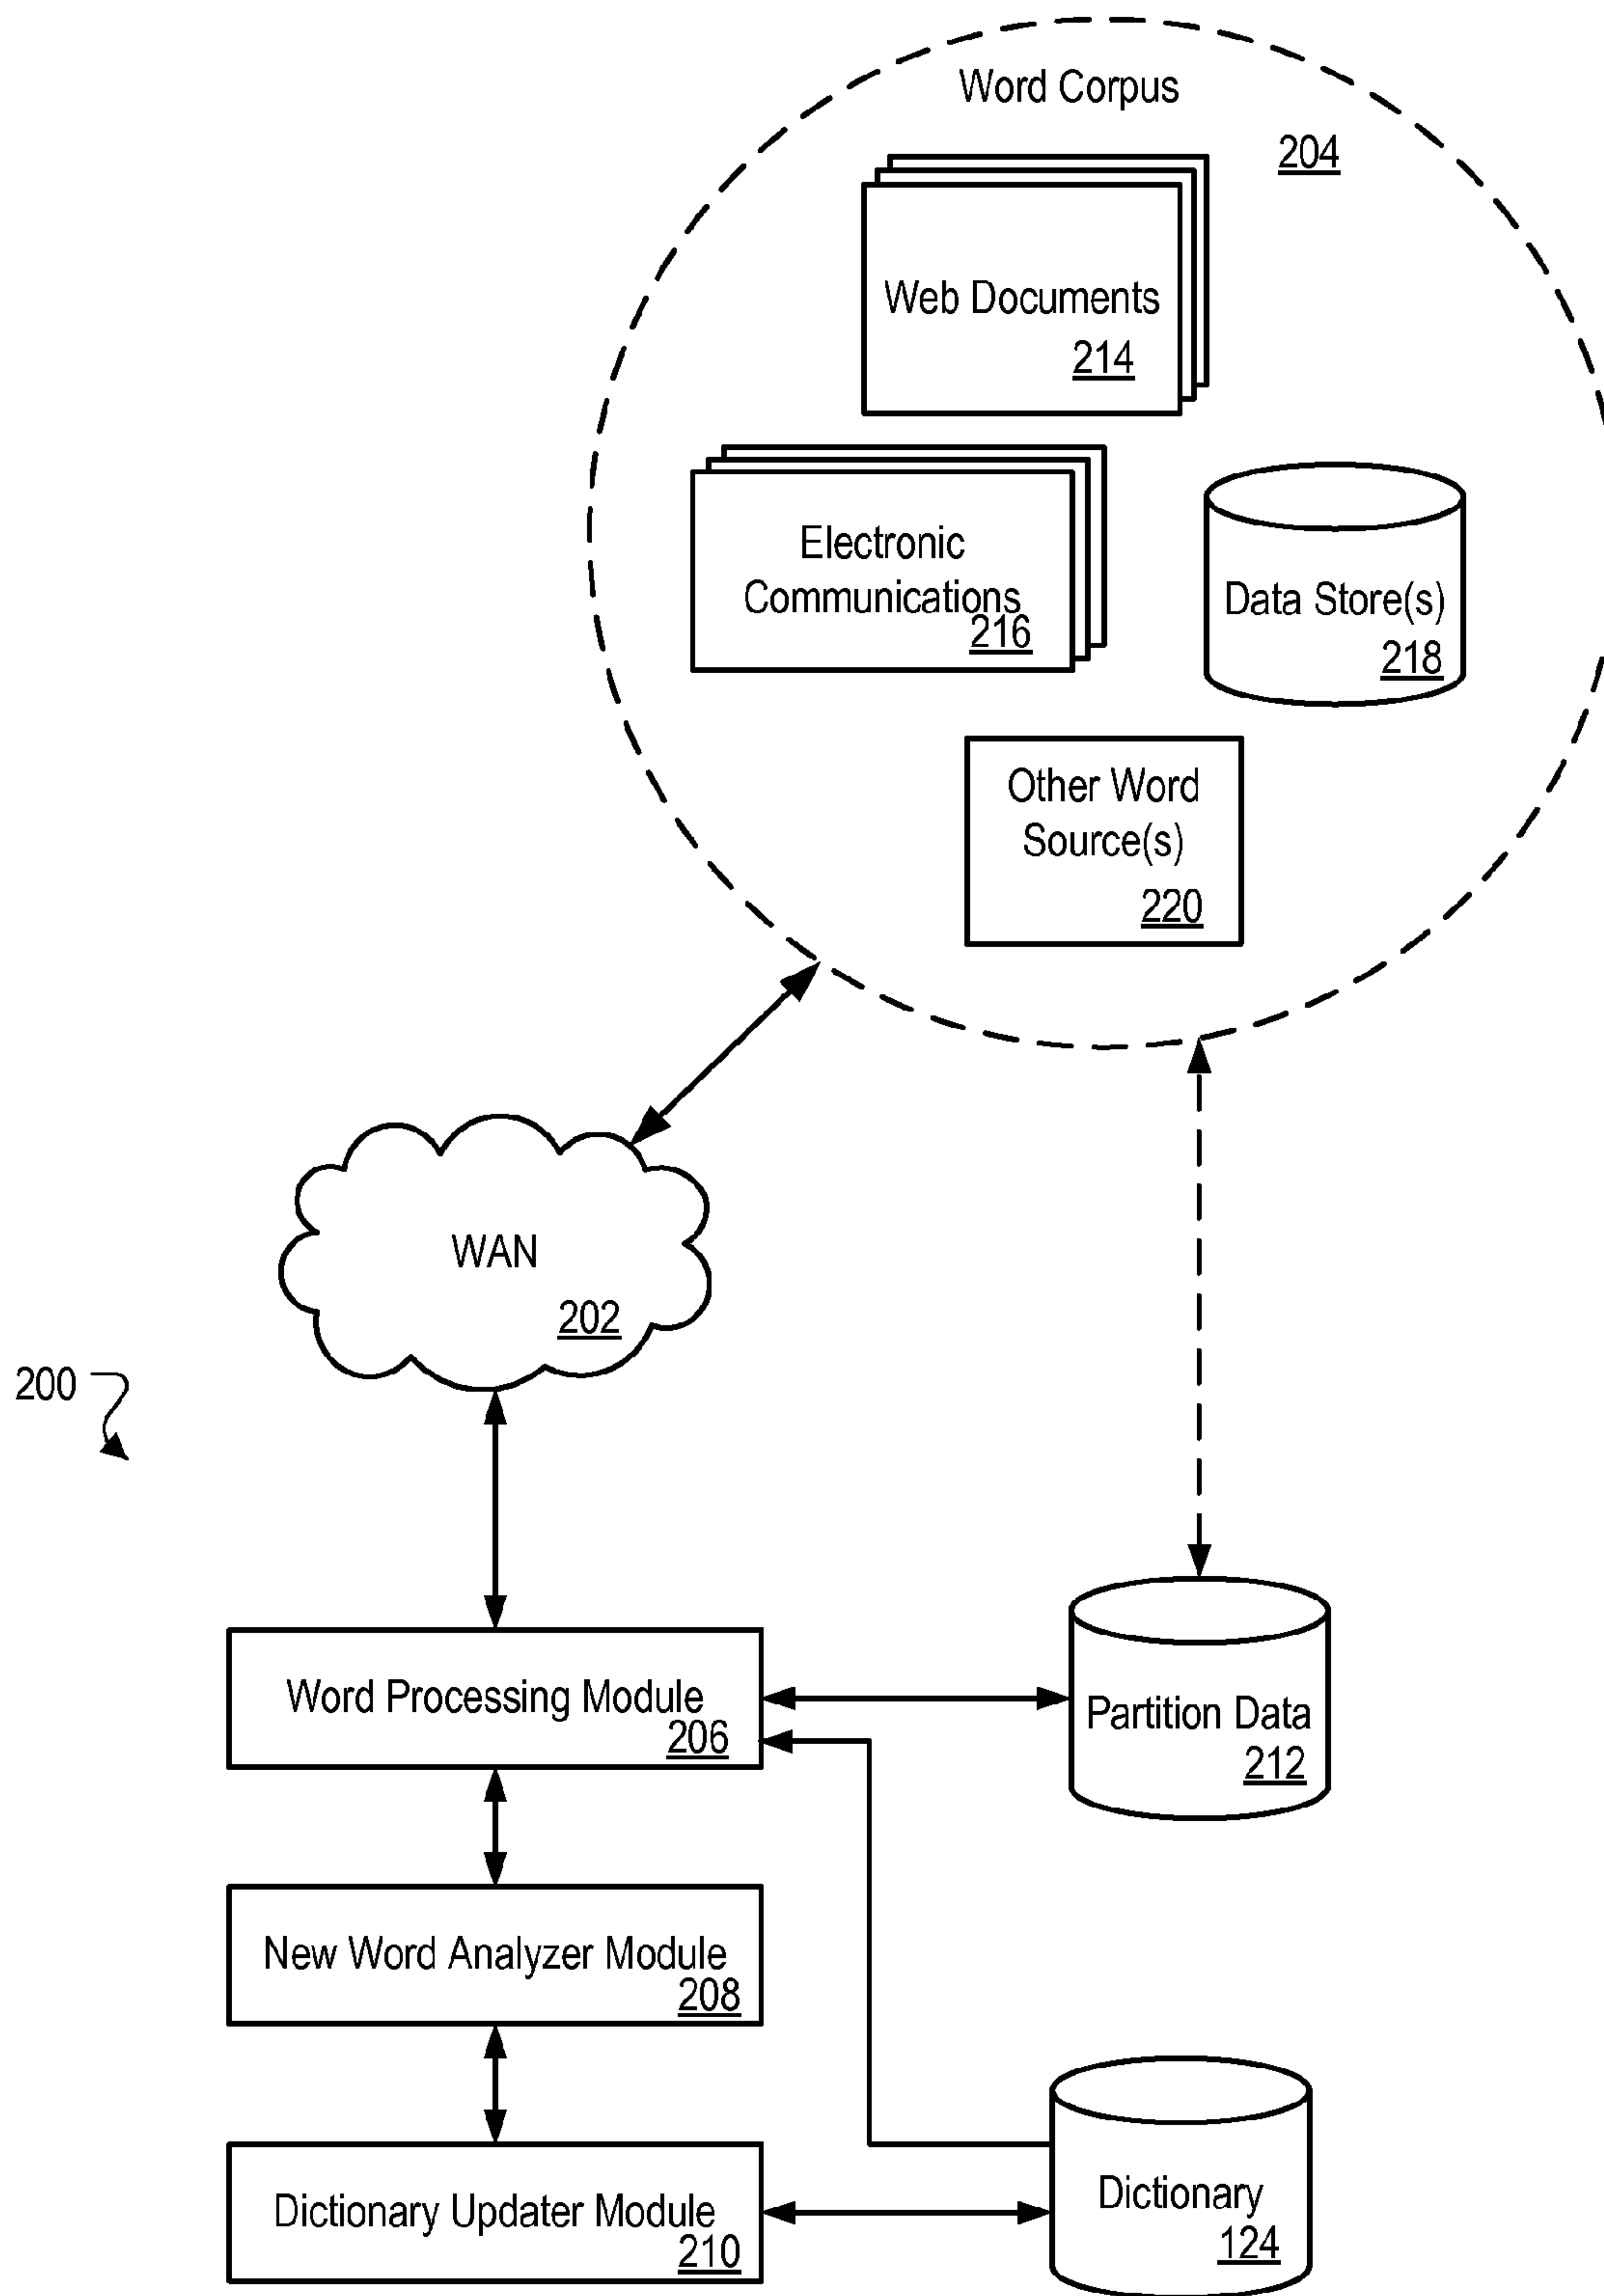 Word Corpus
204
Web Documents
214
Electronic
Communications
216
Data Store(s)
218
Other Word
Source(s)
220
WAN
202
200
Word Processing Module
206
Partition Data
212
New Word Analyzer Module
208
Dictionary Updater Module
210
Dictionary
124